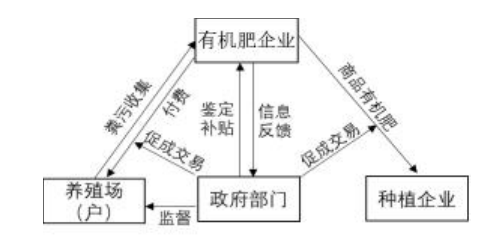 有机肥企业
粪污收集
付费
鉴定
补贴
信息
反馈
商品有机肥
促成交易
促成交易
养殖场
（户）
监督
政府部门
种植企业